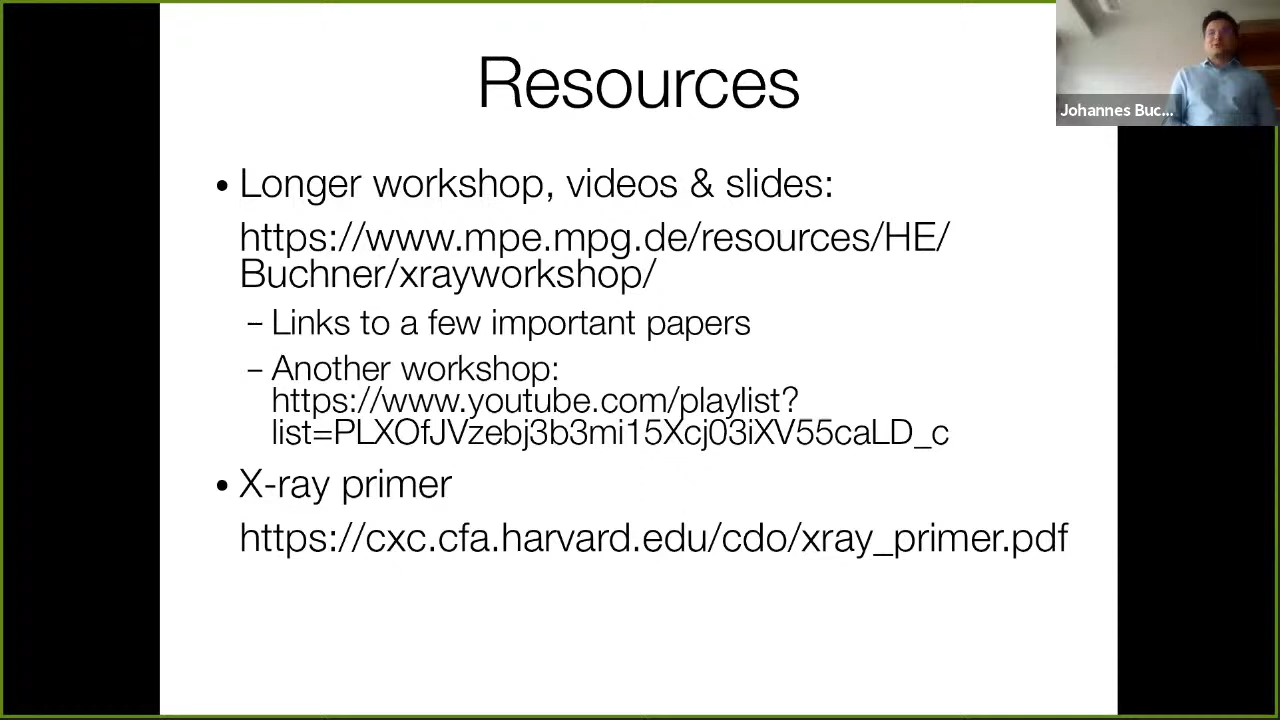 Resources
Johannes Buc...
• Longer workshop, videos & slides:
https://www.mpe.mpg.de/resources/HE/
Buchner/xrayworkshop/
– Links to a few important papers
– Another workshop:
https://www.youtube.com/playlist?
list=PLXOfJVzebj3b3mi15Xcj03iXV55caLD_c
• X-ray primer
https://cxc.cfa.harvard.edu/cdo/xray_primer.pdf